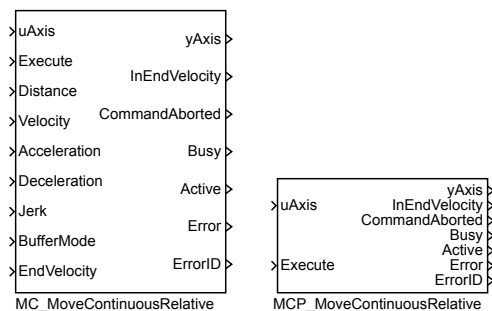 uAxis
Execute
Distance
Velocity
Acceleration
Deceleration
Jerk
BufferMode
EndVelocity
yAxis
InEndVelocity
CommandAborted
Busy
Active
Error
ErrorID
MC_MoveContinuousRelative
uAxis
Execute
yAxis
InEndVelocity
CommandAborted
Busy
Active
Error
ErrorID
MCP_MoveContinuousRelative